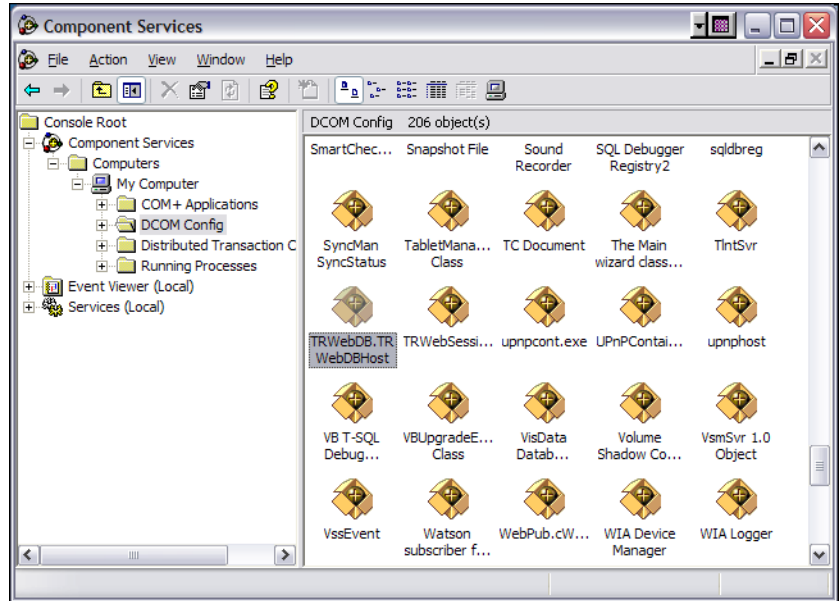 Component Services
File Action View Window Help
Console Root
Component Services
Computers
My Computer
COM+ Applications
DCOM Config
Distributed Transaction C
Running Processes
Event Viewer (Local)
Services (Local)
DCOM Config 206 object(s)
SmartChec... Snapshot File Sound SQL Debugger sqldbreg
Recorder Registry2
SyncMan TabletMana... TC Document The Main TlntSvr
SyncStatus Class wizard class...
TRWebDB.TR TRWebSessi... upnpcont.exe UPnPContai... upnphost
WebDBHost
VB T-SQL VBUpgradeE... VisData Volume VsmSvr 1.0
Debug... Class Datab... Shadow Co... Object
VssEvent Watson WebPub.cW... WIA Device WIA Logger
subscriber f... Manager